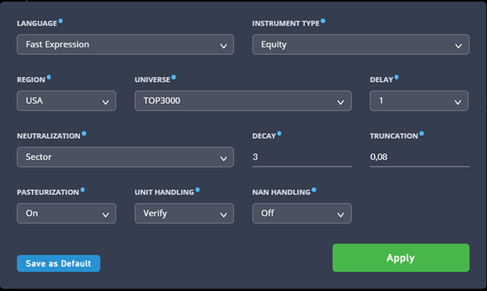 LANGUAGE INSTRUMENT TYPE
Fast Expression Equity
REGION UNIVERSE DELAY
USA TOP3000 1
NEUTRALIZATION DECAY TRUNCATION
Sector 3 0,08
PASTEURIZATION UNIT HANDLING NAN HANDLING
On Verify Off
Save as Default Apply